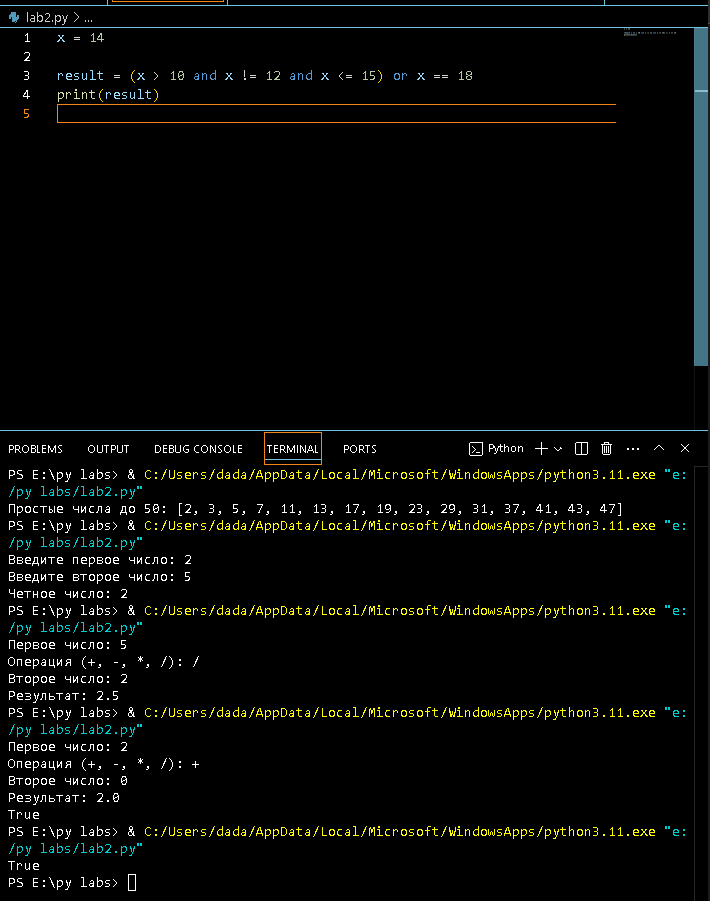 lab2.py > ...
1 x = 14
2
3 result = (x > 10 and x != 12 and x <= 15) or x == 18
4 print(result)
5
PROBLEMS OUTPUT DEBUG CONSOLE TERMINAL PORTS Python
PS E:\py labs> & C:/Users/dada/AppData/Local/Microsoft/WindowsApps/python3.11.exe "e:
/py labs/lab2.py"
Простые числа до 50: [2, 3, 5, 7, 11, 13, 17, 19, 23, 29, 31, 37, 41, 43, 47]
PS E:\py labs> & C:/Users/dada/AppData/Local/Microsoft/WindowsApps/python3.11.exe "e:
/py labs/lab2.py"
Введите первое число: 2
Введите второе число: 5
Четное число: 2
PS E:\py labs> & C:/Users/dada/AppData/Local/Microsoft/WindowsApps/python3.11.exe "e:
/py labs/lab2.py"
Первое число: 5
Операция (+, -, *, /): /
Второе число: 2
Результат: 2.5
PS E:\py labs> & C:/Users/dada/AppData/Local/Microsoft/WindowsApps/python3.11.exe "e:
/py labs/lab2.py"
Первое число: 2
Операция (+, -, *, /): +
Второе число: 0
Результат: 2.0
True
PS E:\py labs> & C:/Users/dada/AppData/Local/Microsoft/WindowsApps/python3.11.exe "e:
/py labs/lab2.py"
True
PS E:\py labs>